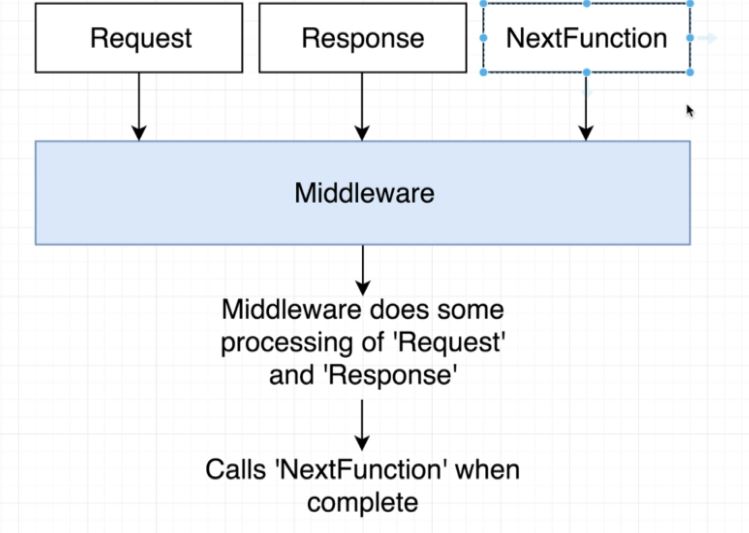 Request
Response
NextFunction
Middleware
Middleware does some
processing of 'Request'
and 'Response'
Calls 'NextFunction' when
complete